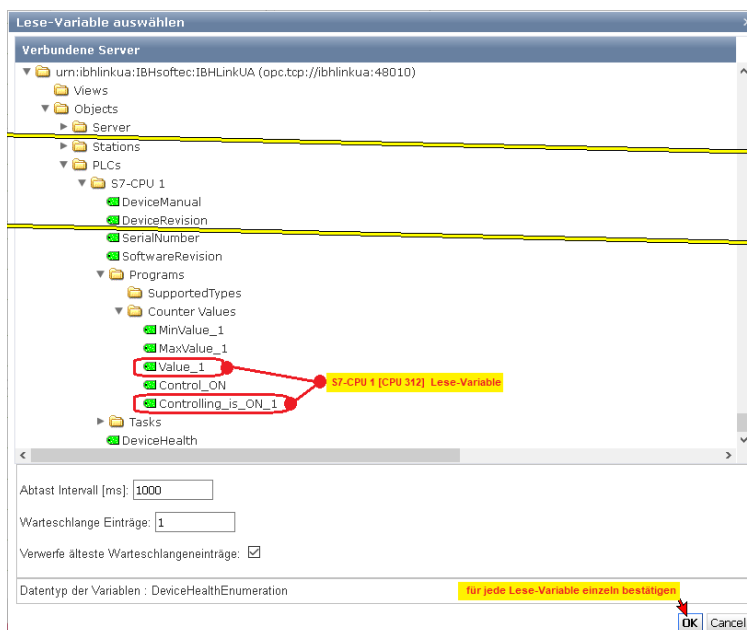 Lese-Variable auswählen
Verbundene Server
urn:ibhlinkua:IBHsoftec:IBHLinkUA (opc.tcp://ibhlinkua:48010)
Views
Objects
Server
Stations
PLCs
S7-CPU 1
DeviceManual
DeviceRevision
SerialNumber
SoftwareRevision
Programs
SupportedTypes
Counter Values
MinValue_1
MaxValue_1
Value_1
S7-CPU 1 [CPU 312] Lese-Variable
Control_ON
Controlling_is_ON_1
Tasks
DeviceHealth
Abtast Intervall [ms]: 1000
Warteschlange Einträge: 1
Verwerfe älteste Warteschlangeneinträge:
Datentyp der Variablen : DeviceHealthEnumeration
für jede Lese-Variable einzeln bestätigen
OK Cancel